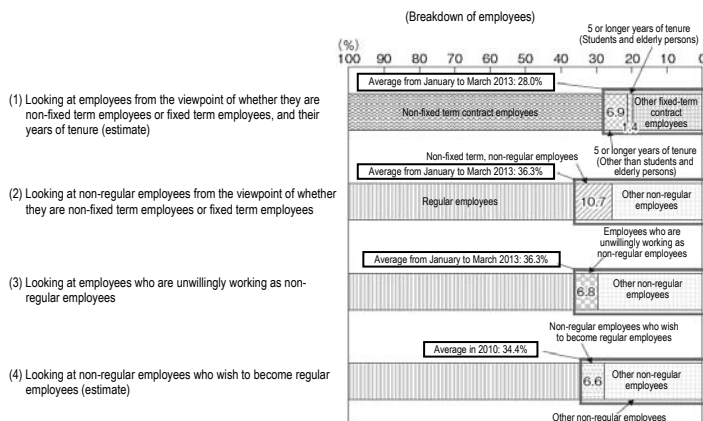 (Breakdown of employees)
5 or longer years of tenure
(Students and elderly persons)
(%)
100 90 80 70 60 50 40 30 20 10 0
Average from January to March 2013: 28.0%
(1) Looking at employees from the viewpoint of whether they are
non-fixed term employees or fixed term employees, and their
years of tenure (estimate)
Non-fixed term contract employees
6.9
1.4
Other fixed-term
contract
employees
5 or longer years of tenure
(Other than students and
elderly persons)
Non-fixed term, non-regular employees
Average from January to March 2013: 36.3%
(2) Looking at non-regular employees from the viewpoint of whether
they are non-fixed term employees or fixed term employees
Regular employees
10.7
Other non-regular
employees
Employees who are
unwillingly working as
non-regular employees
Average from January to March 2013: 36.3%
(3) Looking at employees who are unwillingly working as non-
regular employees
6.8
Other non-regular
employees
Non-regular employees who wish
to become regular employees
Average in 2010: 34.4%
(4) Looking at non-regular employees who wish to become regular
employees (estimate)
6.6
Other non-regular
employees
Other non-regular employees